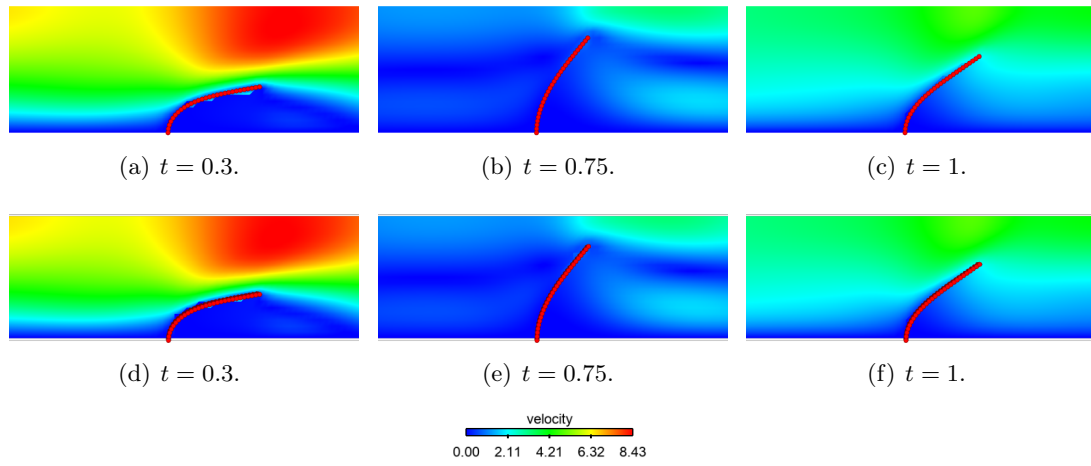 (a) t = 0.3.
(b) t = 0.75.
(c) t = 1.
(d) t = 0.3.
(e) t = 0.75.
(f) t = 1.
velocity
0.00 2.11 4.21 6.32 8.43